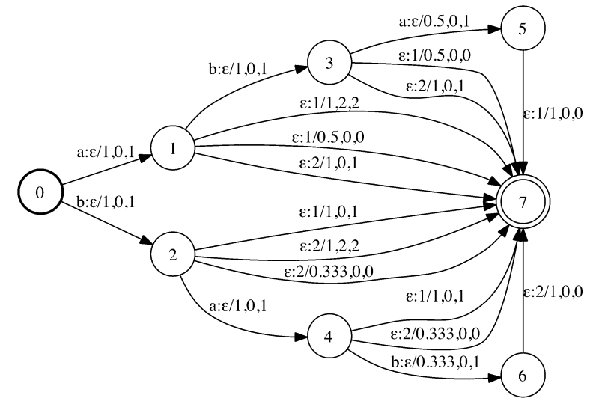 a:ε/0.5,0,1
5
3
ε:1/0.5,0,0
b:ε/1,0,1
ε:2/1,0,1
ε:1/1,2,2
ε:1/1,0,0
ε:1/0.5,0,0
a:ε/1,0.1
1
ε:2/1,0,1
0
7
b:ε/1,0.1
ε:1/1,0,1
2
ε:2/1,2,2
ε:2/0.333,0,0
a:ε/1,0,1
ε:1/1,0,1
ε:2/1,0,0
4
ε:2/0.333,0,0
b:ε/0.333,0,1
6